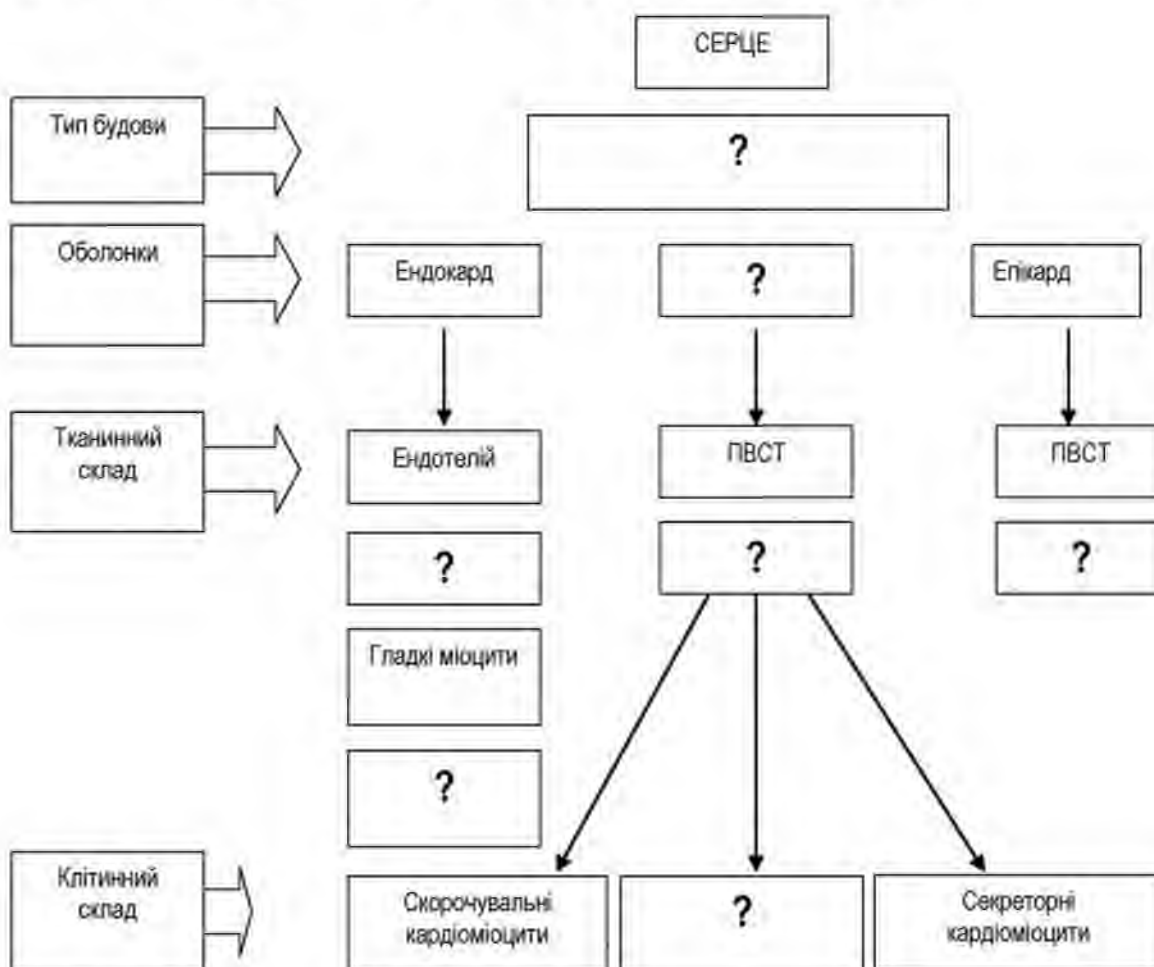 СЕРЦЕ
Тип будови
?
Оболонки
Ендокард
?
Епікард
Тканинний
склад
Ендотелій
ПВСТ
ПВСТ
?
?
?
Гладкі міоцити
?
Клітинний
склад
Скорочувальні
кардіоміоцити
?
Секреторні
кардіоміоцити